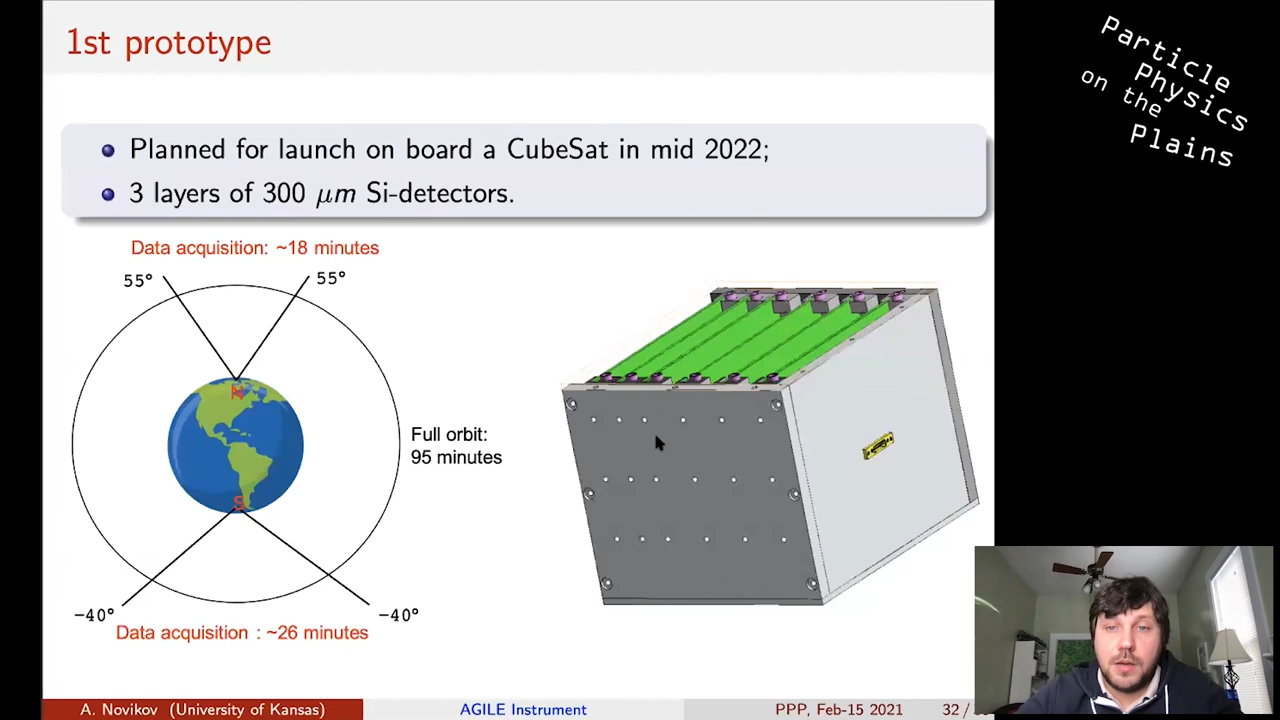 1st prototype
Particle
Physics
on the
Plains
Planned for launch on board a CubeSat in mid 2022;
3 layers of 300 μm Si-detectors.
Data acquisition: ~18 minutes
55°
55°
N
Full orbit:
95 minutes
S
−40°
−40°
Data acquisition : ~26 minutes
A. Novikov (University of Kansas)
AGILE Instrument
PPP, Feb-15 2021
32 /